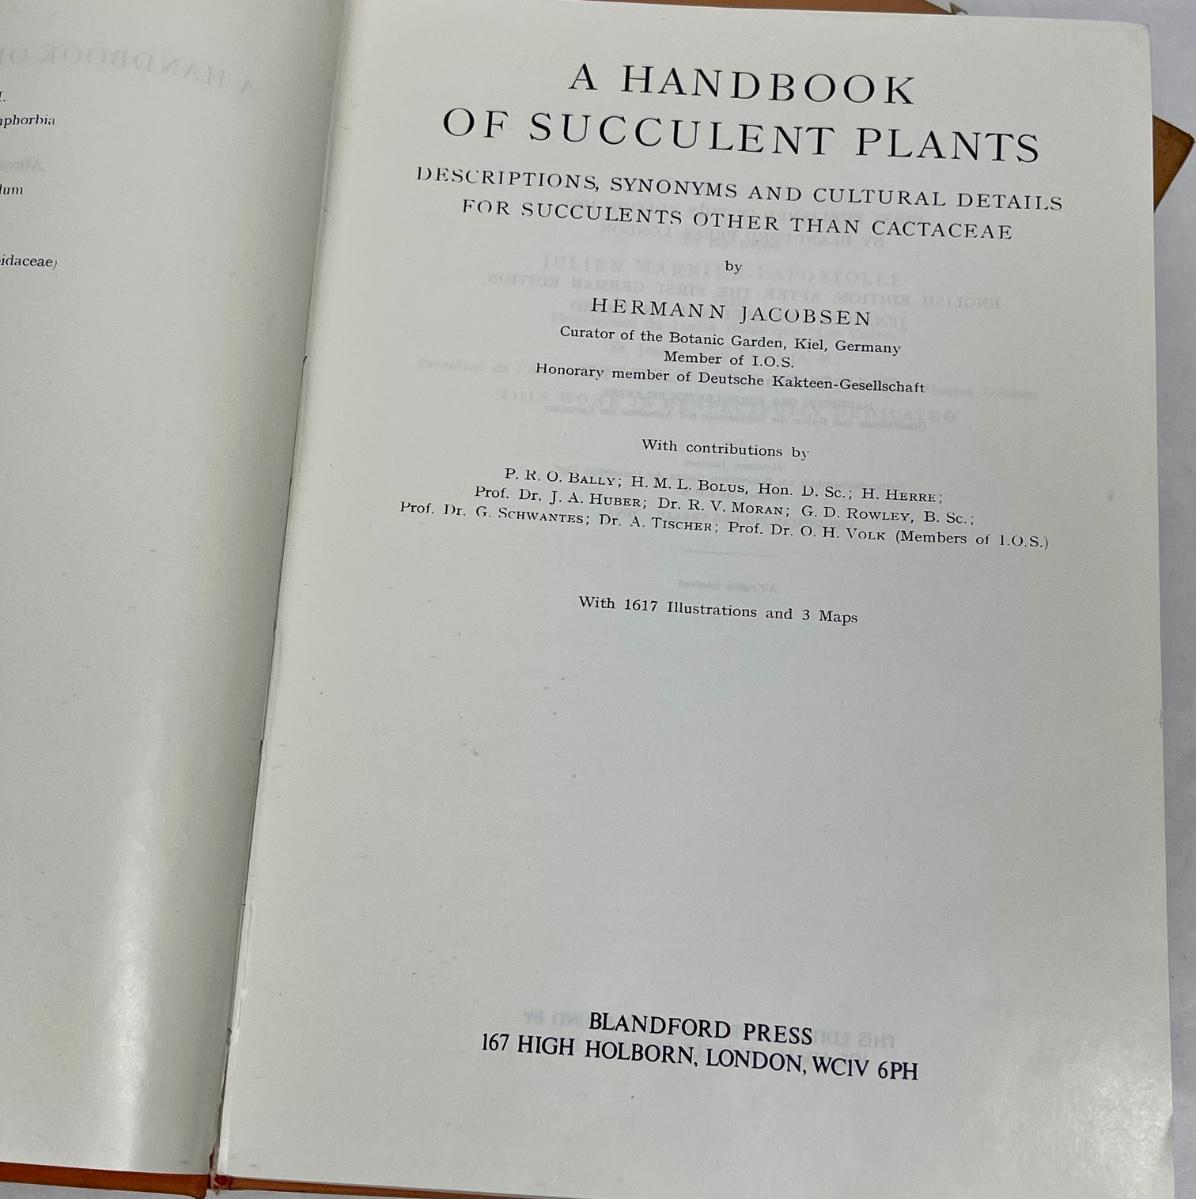 phorbia
lum
idaceae)
A HANDBOOK
OF SUCCULENT PLANTS
DESCRIPTIONS, SYNONYMS AND CULTURAL DETAILS
FOR SUCCULENTS OTHER THAN CACTACEAE
by
HERMANN JACOBSEN
Curator of the Botanic Garden, Kiel, Germany
Member of I.O.S.
Honorary member of Deutsche Kakteen-Gesellschaft
With contributions by
P. R. O. BALLY; H. M. L. BOLUS, Hon. D. Sc.; H. HERRE;
Prof. Dr. J. A. HUBER; Dr. R. V. MORAN; G. D. ROWLEY, B. Sc.;
Prof. Dr. G. SCHWANTES; Dr. A. TISCHER; Prof. Dr. O. H. VOLK (Members of I.O.S.)
With 1617 Illustrations and 3 Maps
BLANDFORD PRESS
167 HIGH HOLBORN, LONDON, WC1V 6PH